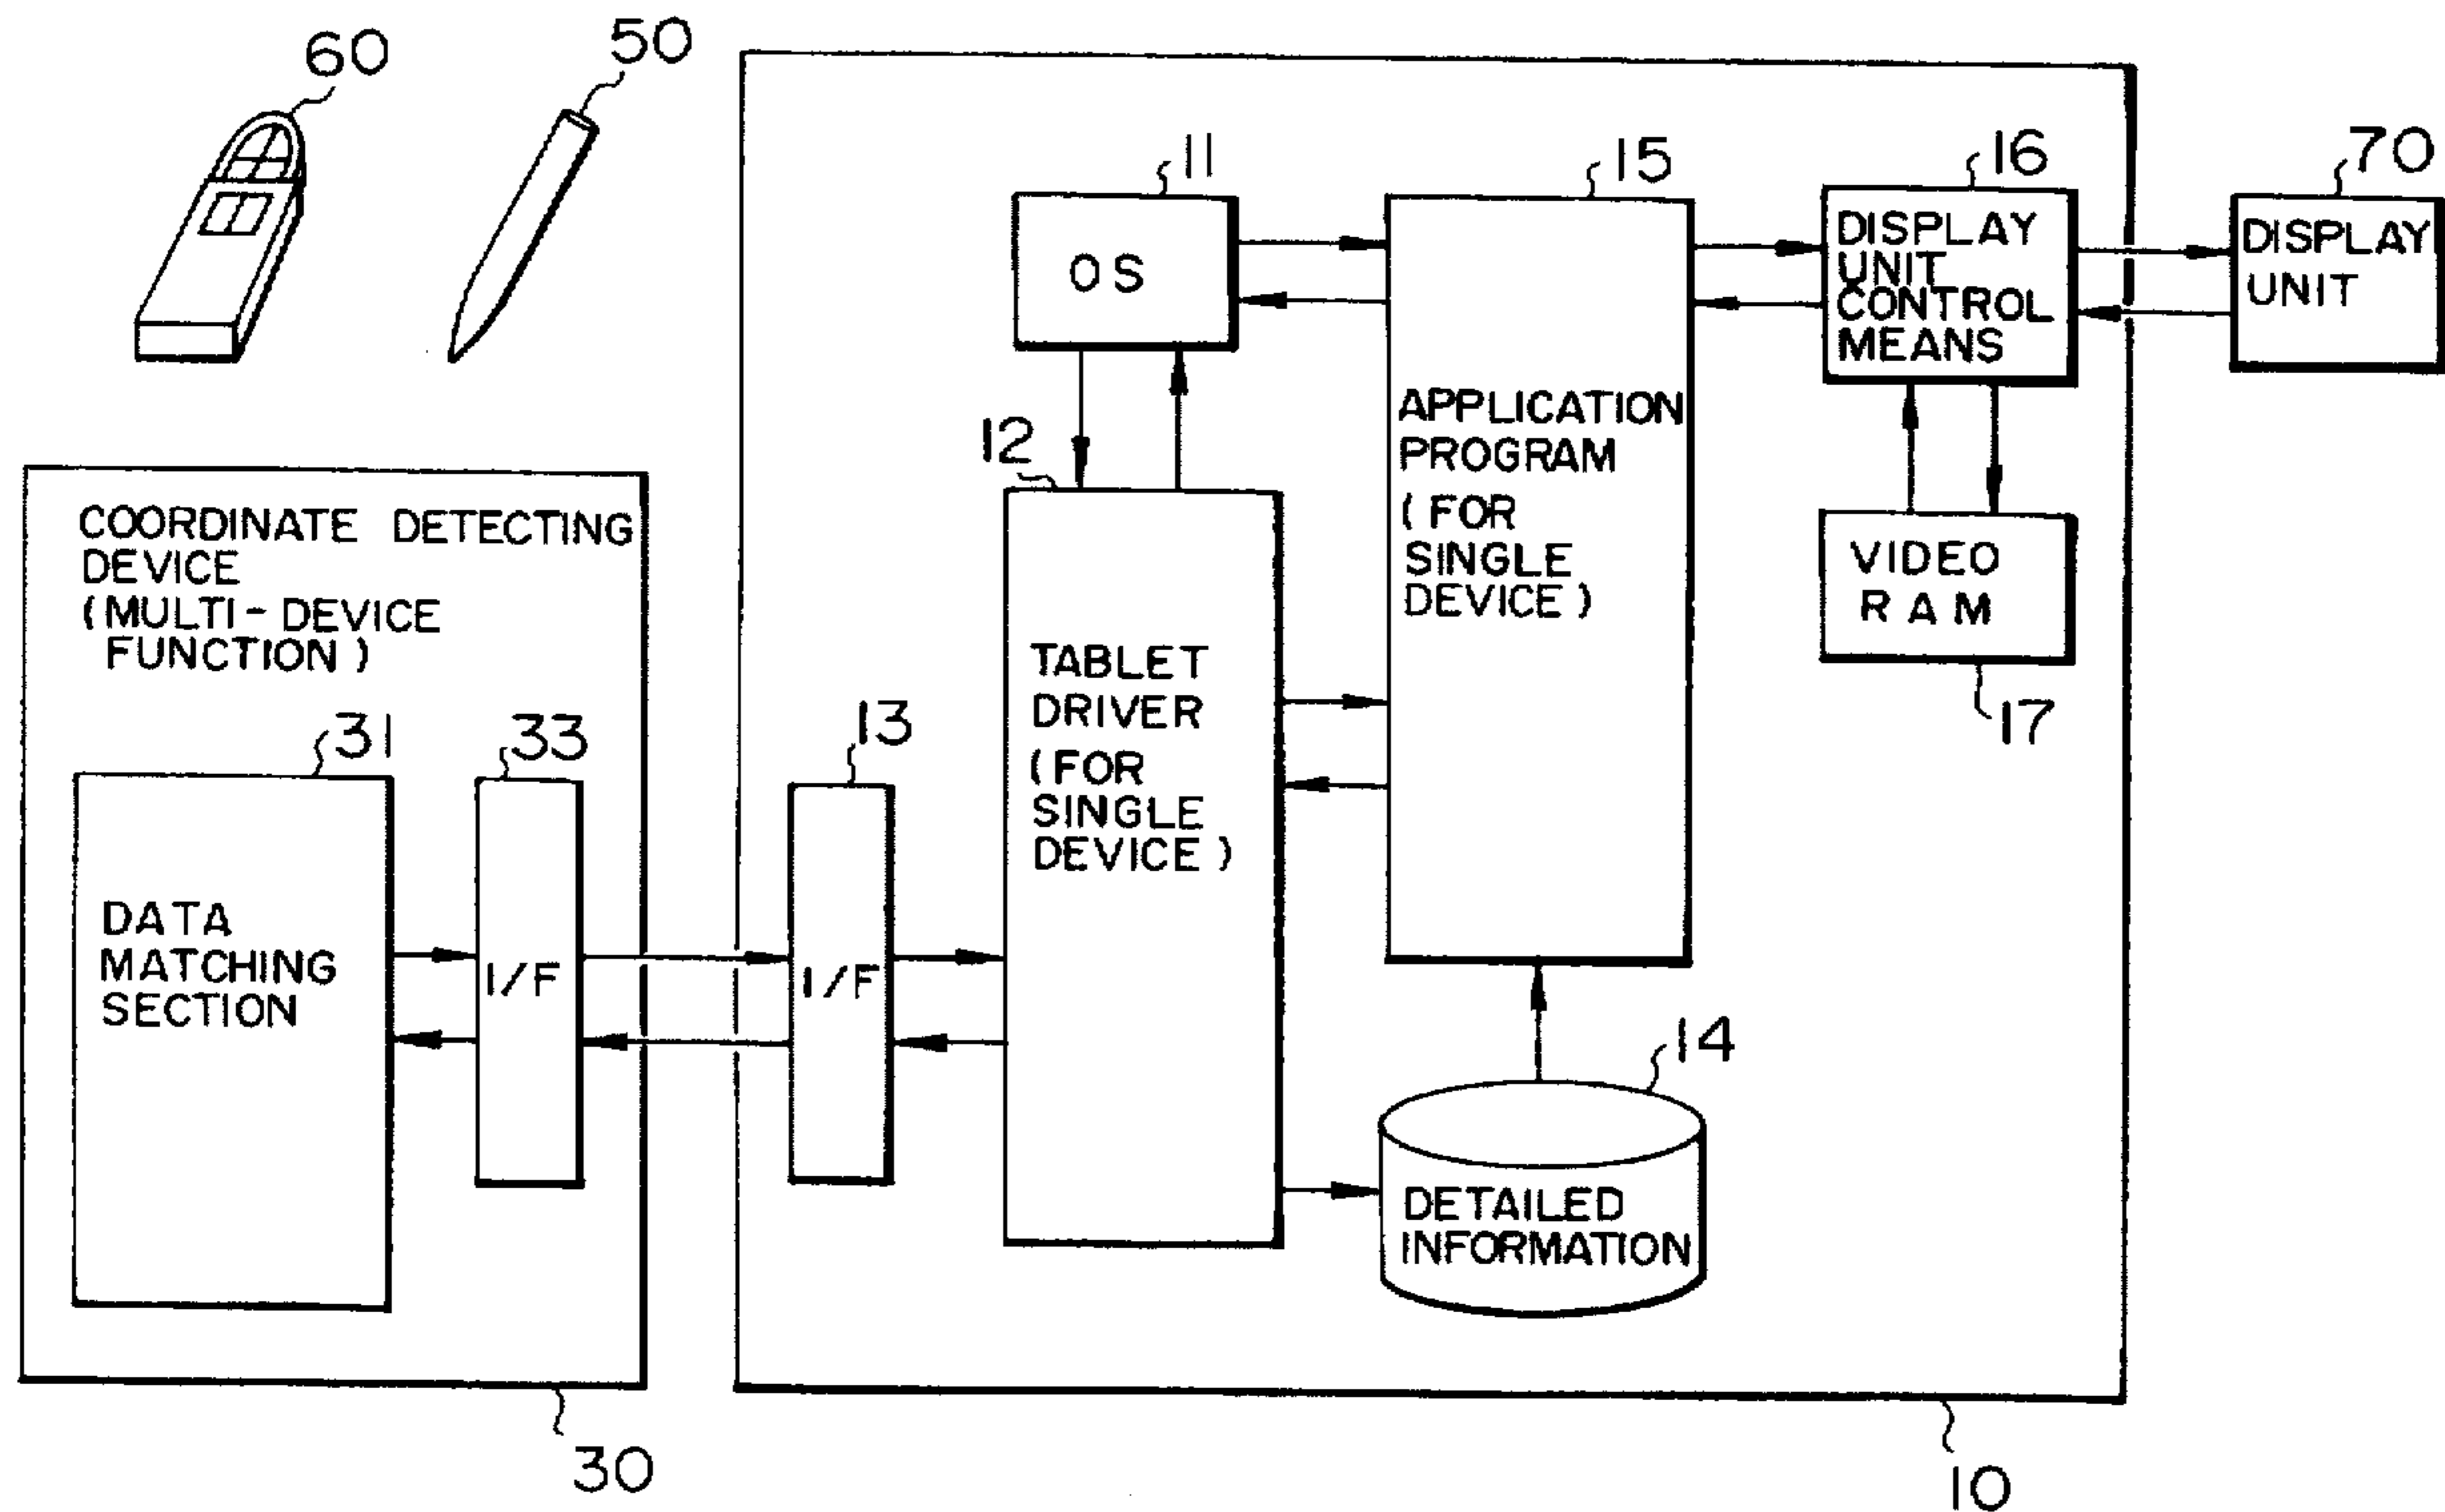 60
50
11
OS
15
APPLICATION
PROGRAM
(FOR
SINGLE
DEVICE)
16
DISPLAY
UNIT
CONTROL
MEANS
70
DISPLAY
UNIT
VIDEO
RAM
17
12
TABLET
DRIVER
(FOR
SINGLE
DEVICE)
COORDINATE DETECTING
DEVICE
(MULTI-DEVICE
FUNCTION)
31
DATA
MATCHING
SECTION
33
I/F
13
I/F
14
DETAILED
INFORMATION
30
10